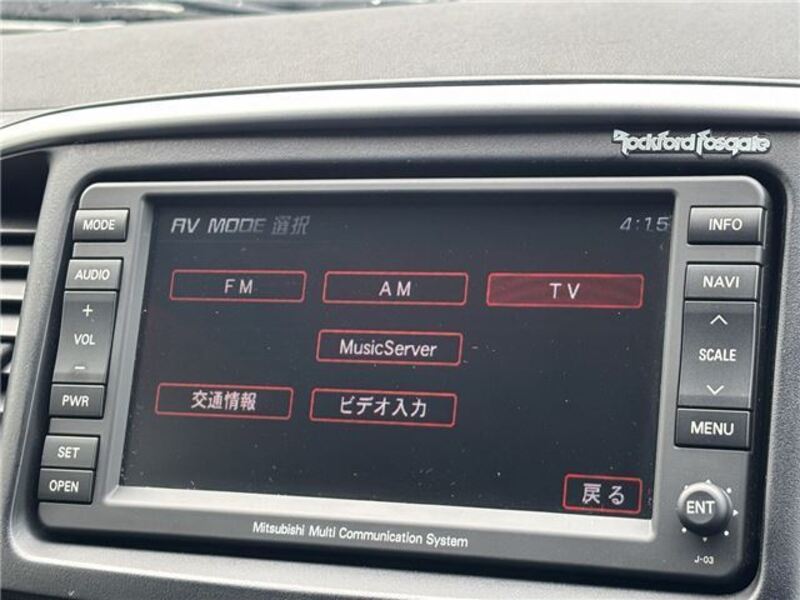 Rockford Fosgate
MODE
AV MODE 選択
4:15
INFO
AUDIO
FM
AM
TV
NAVI
+
VOL
−
MusicServer
SCALE
PWR
交通情報
ビデオ入力
MENU
SET
OPEN
戻る
ENT
Mitsubishi Multi Communication System
J-03